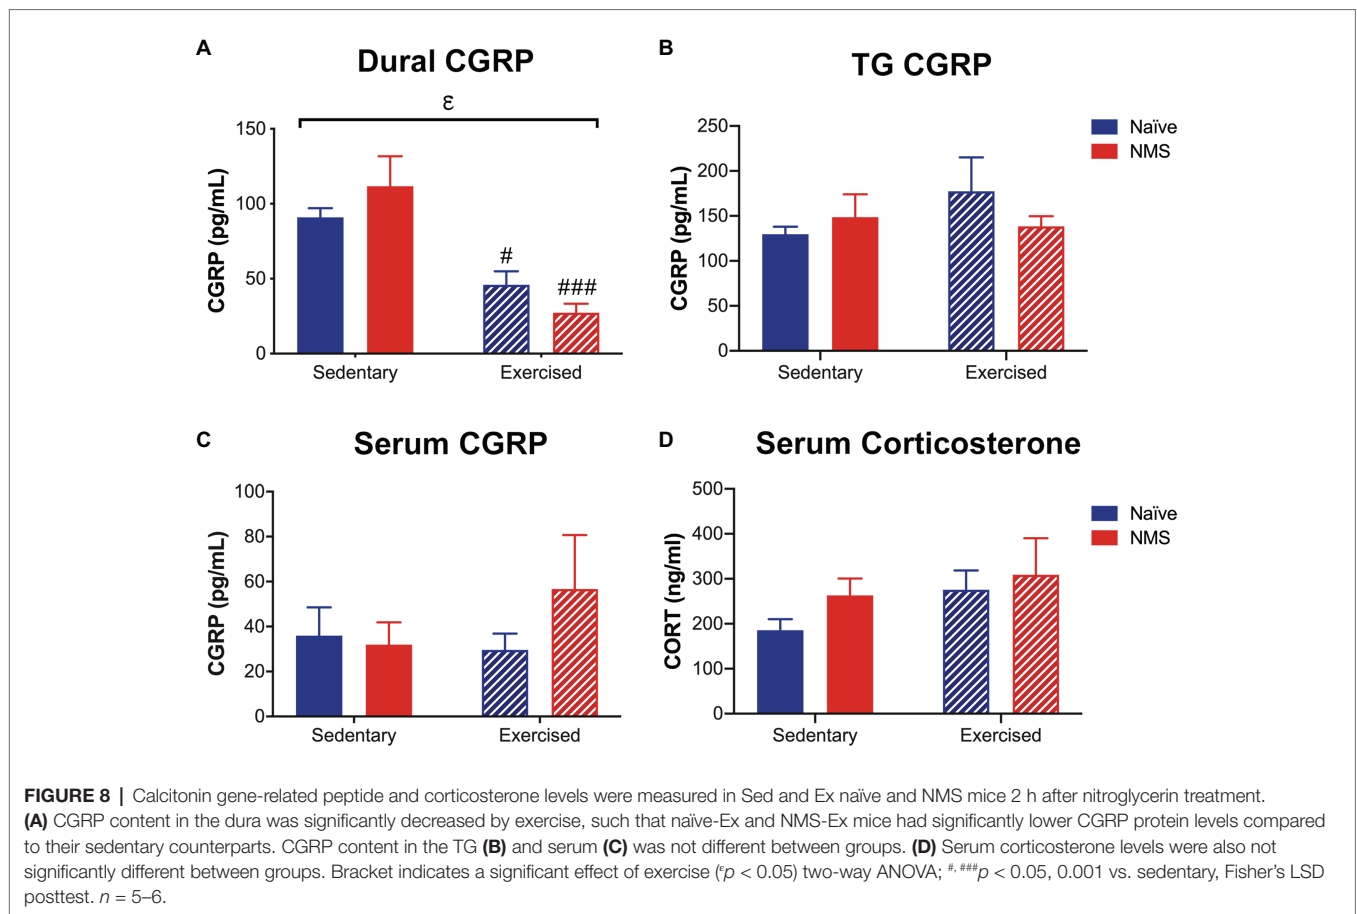 A
Dural CGRP
ε
CGRP (pg/mL)
150
100
50
0
#
###
Sedentary
Exercised
B
TG CGRP
CGRP (pg/mL)
250
200
150
100
50
0
Sedentary
Exercised
Naïve
NMS
C
Serum CGRP
CGRP (pg/mL)
100
80
60
40
20
0
Sedentary
Exercised
D
Serum Corticosterone
CORT (ng/ml)
500
400
300
200
100
0
Sedentary
Exercised
Naïve
NMS
FIGURE 8 | Calcitonin gene-related peptide and corticosterone levels were measured in Sed and Ex naïve and NMS mice 2 h after nitroglycerin treatment.
(A) CGRP content in the dura was significantly decreased by exercise, such that naïve-Ex and NMS-Ex mice had significantly lower CGRP protein levels compared
to their sedentary counterparts. CGRP content in the TG (B) and serum (C) was not different between groups. (D) Serum corticosterone levels were also not
significantly different between groups. Bracket indicates a significant effect of exercise (εp < 0.05) two-way ANOVA; #, ###p < 0.05, 0.001 vs. sedentary, Fisher's LSD
posttest. n = 5–6.